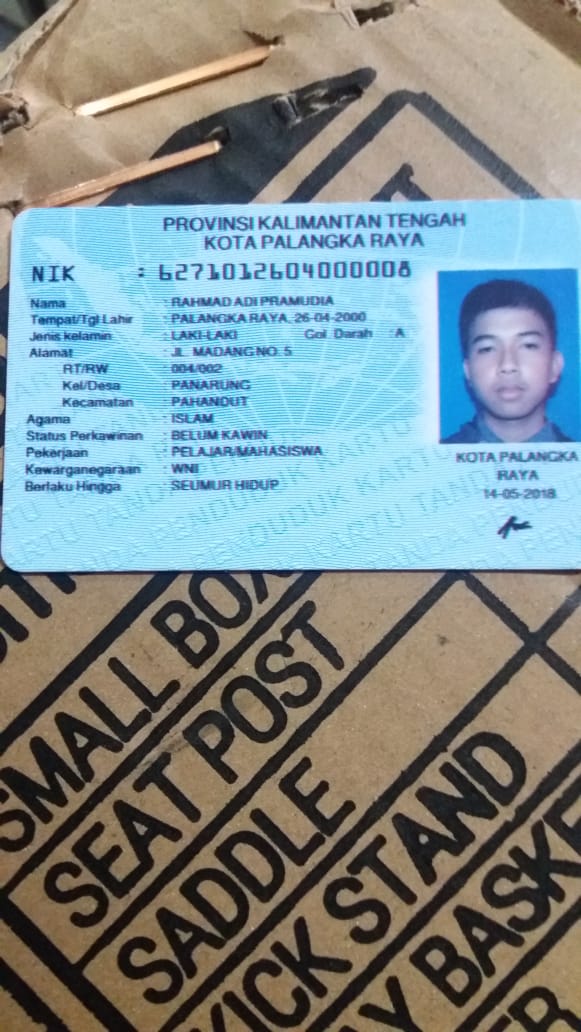 PROVINSI KALIMANTAN TENGAH
KOTA PALANGKA RAYA
NIK : 6271012604000008
Nama : RAHMAD ADI PRAMUDIA
Tempat/Tgl Lahir : PALANGKA RAYA, 26-04-2000
Jenis kelamin : LAKI-LAKI Gol. Darah : A
Alamat : JL. MADANG NO. 5
RT/RW : 004/002
Kel/Desa : PANARUNG
Kecamatan : PAHANDUT
Agama : ISLAM
Status Perkawinan : BELUM KAWIN
Pekerjaan : PELAJAR/MAHASISWA
Kewarganegaraan : WNI
Berlaku Hingga : SEUMUR HIDUP
KOTA PALANGKA
RAYA
14-05-2018
SMALL BOX
SEAT POST
SADDLE
KICK STAND
BASKE